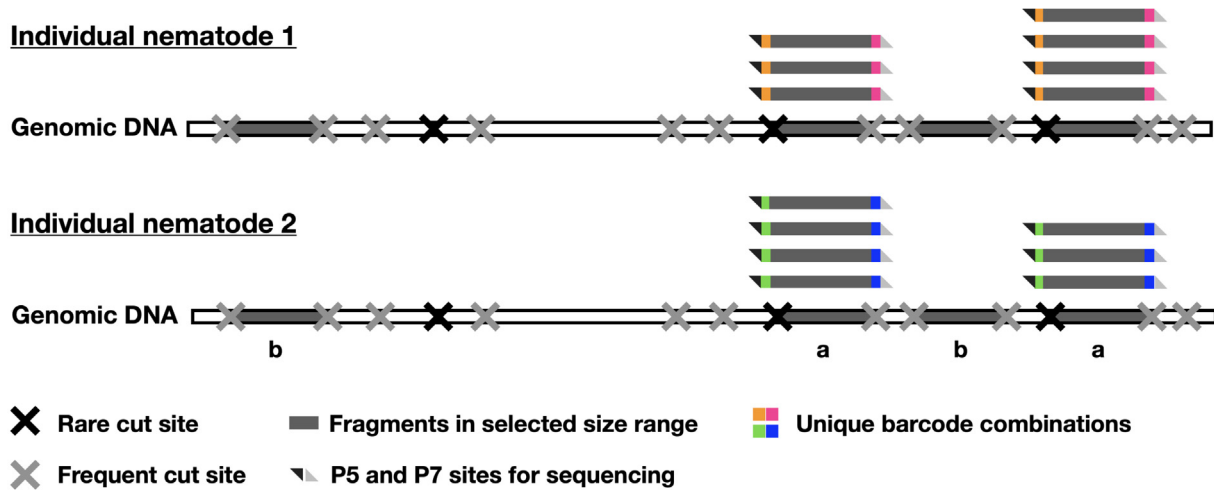 Individual nematode 1
Genomic DNA
Individual nematode 2
Genomic DNA
b a b a
Rare cut site Fragments in selected size range Unique barcode combinations
Frequent cut site P5 and P7 sites for sequencing